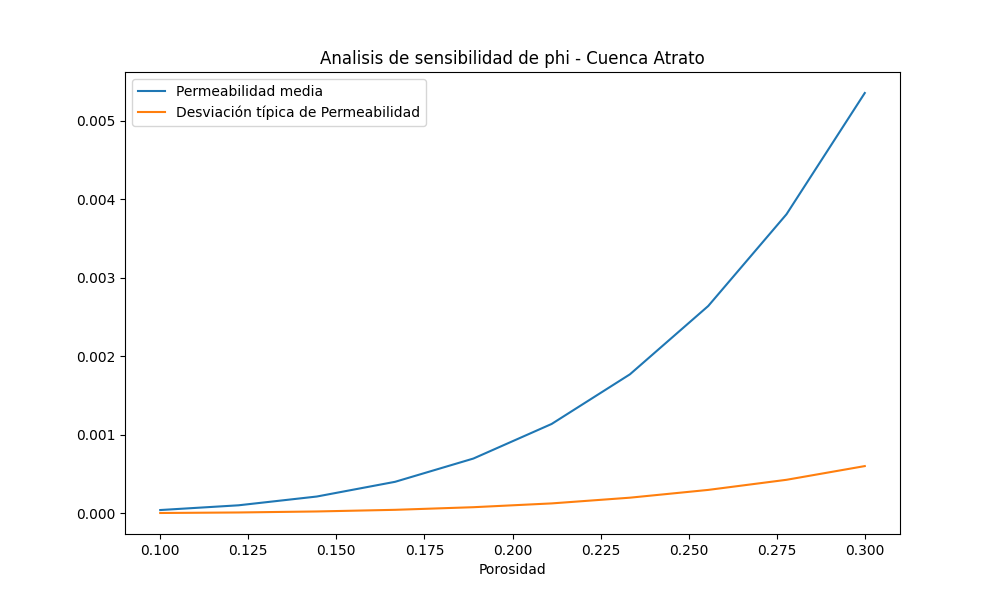 Analisis de sensibilidad de phi - Cuenca Atrato
Permeabilidad media
Desviación típica de Permeabilidad
0.005
0.004
0.003
0.002
0.001
0.000
0.100 0.125 0.150 0.175 0.200 0.225 0.250 0.275 0.300
Porosidad